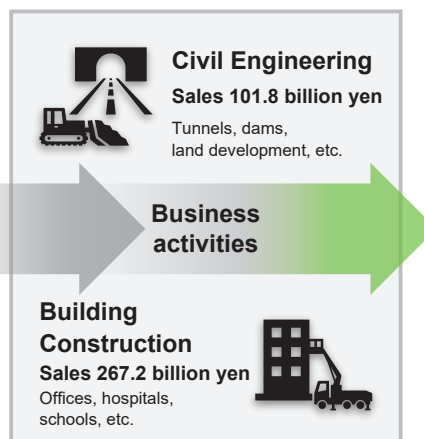 Civil Engineering
Sales 101.8 billion yen
Tunnels, dams,
land development, etc.
Business
activities
Building
Construction
Sales 267.2 billion yen
Offices, hospitals,
schools, etc.